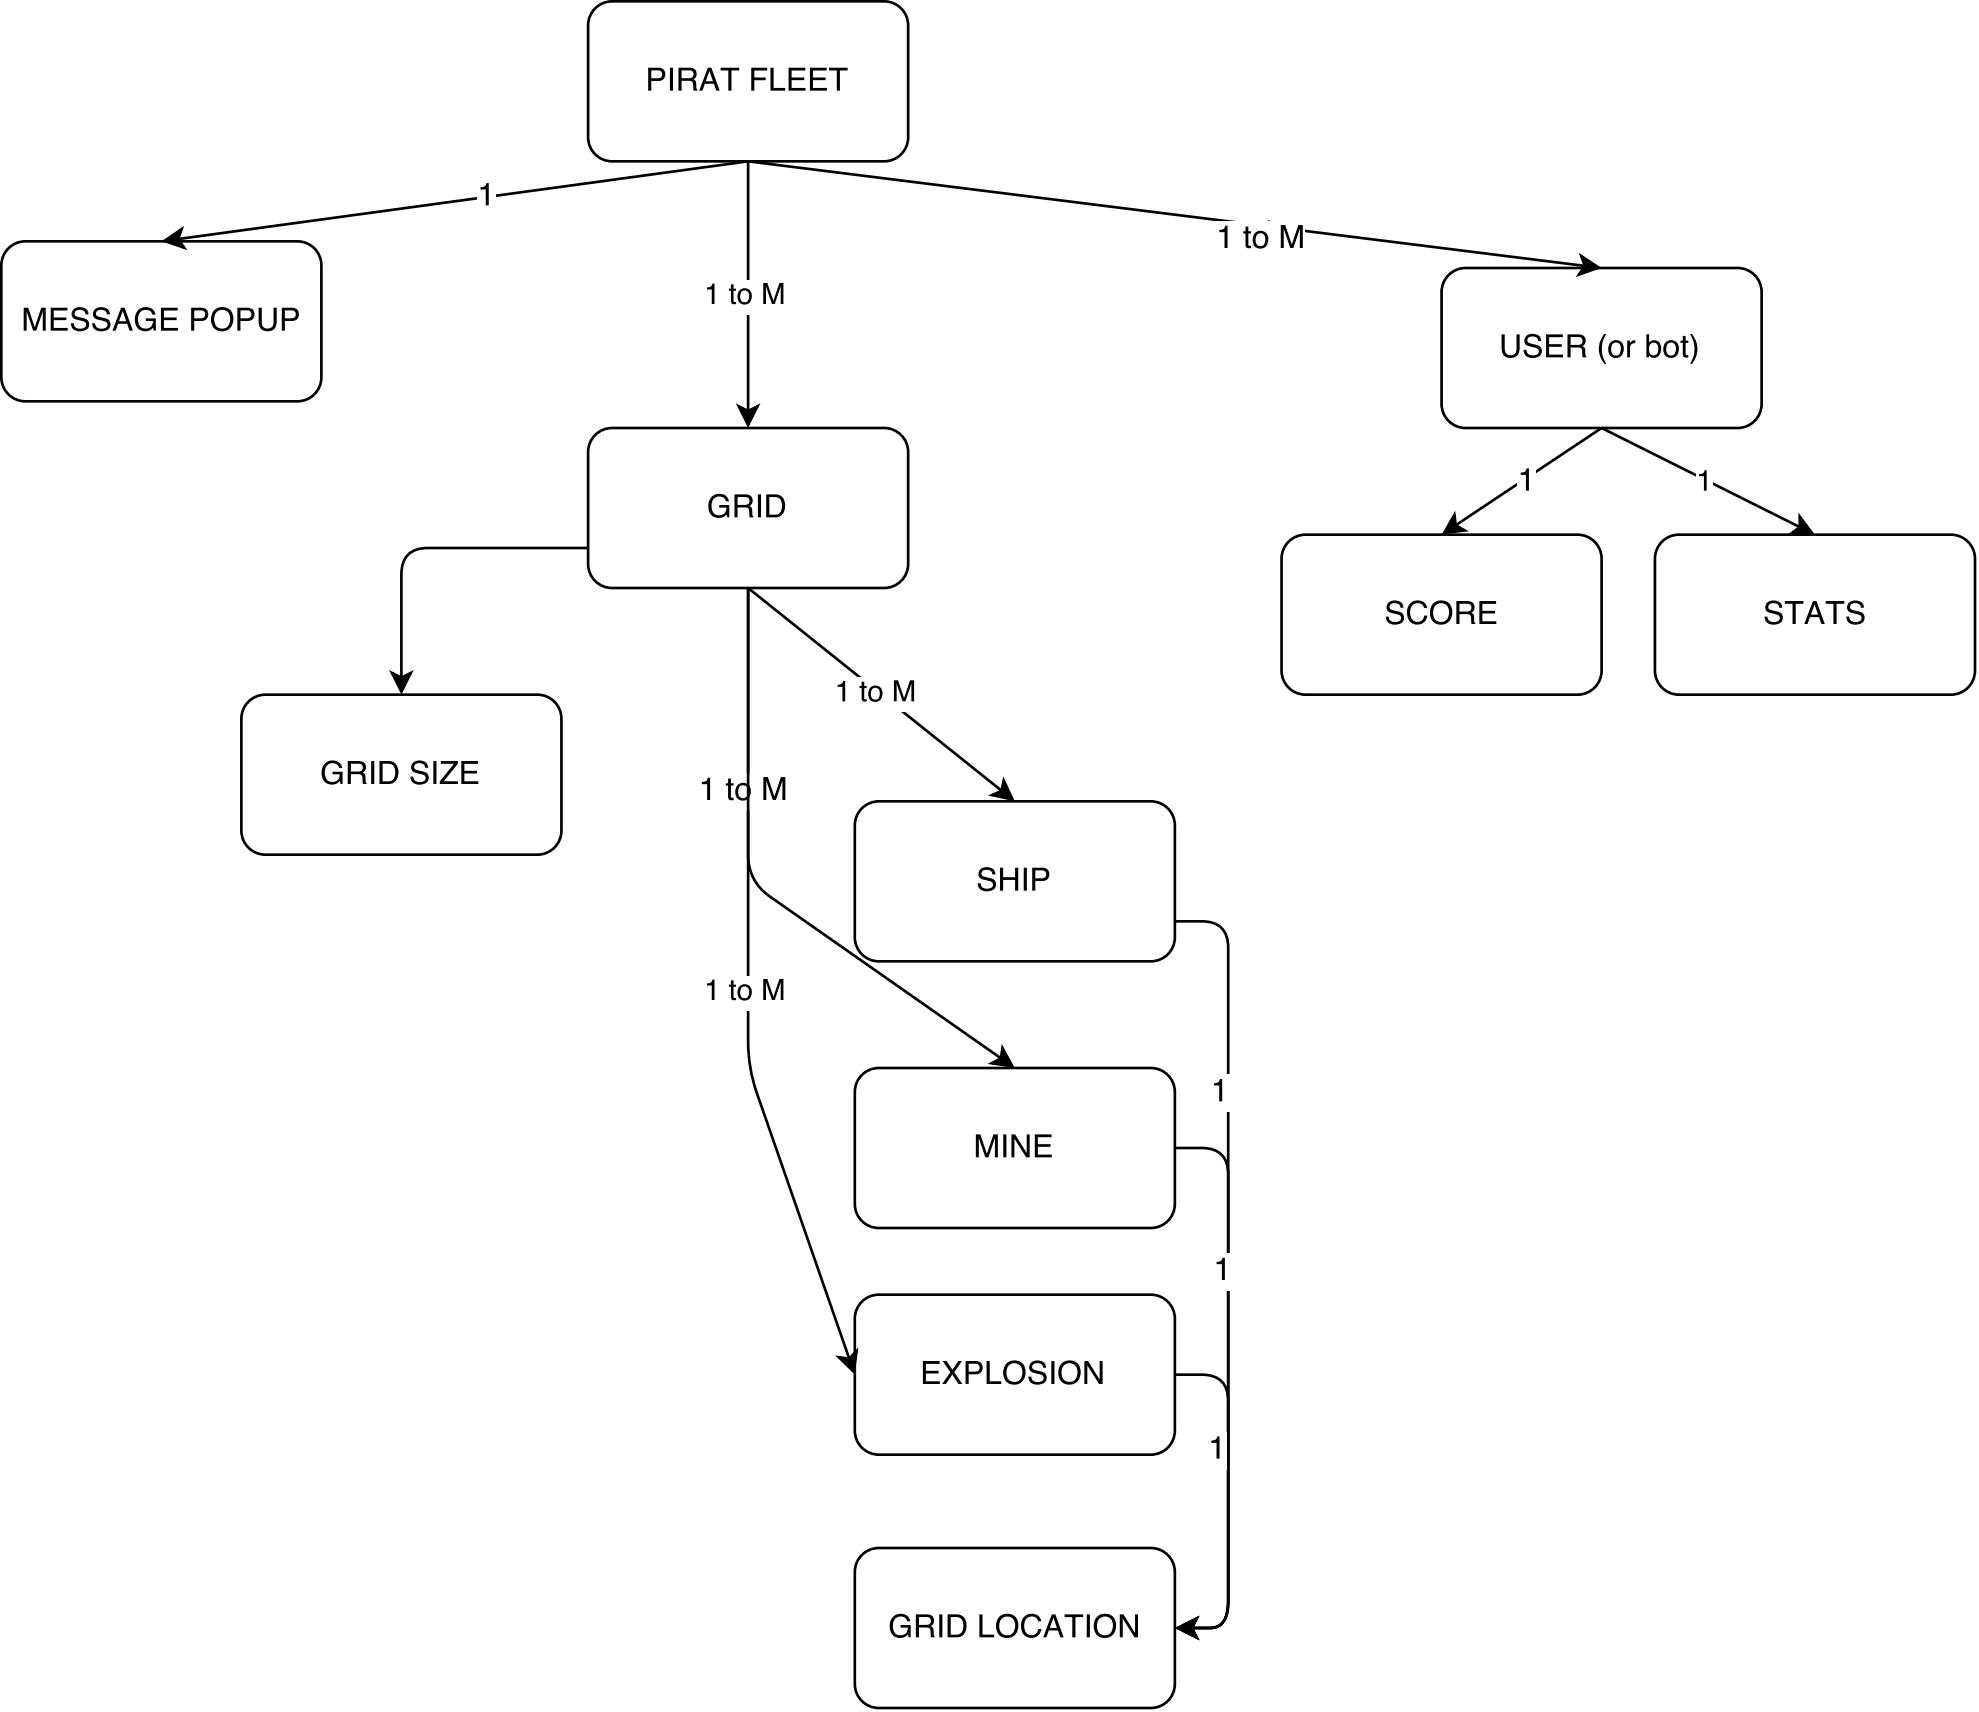 PIRAT FLEET
1
1 to M
1 to M
MESSAGE POPUP
USER (or bot)
GRID
1
1
SCORE
STATS
1 to M
GRID SIZE
1 to M
SHIP
1 to M
1
MINE
1
EXPLOSION
1
GRID LOCATION